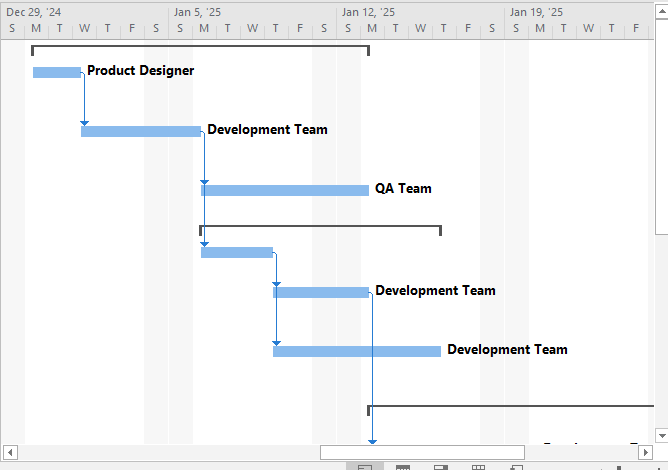 Dec 29, '24 Jan 5, '25 Jan 12, '25 Jan 19, '25
S M T W T F S S M T W T F S S M T W T F S S M T W T F
Product Designer
Development Team
QA Team
Development Team
Development Team